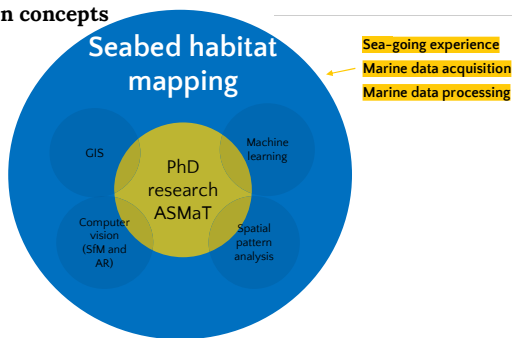 n concepts
Seabed habitat
mapping
Sea-going experience
Marine data acquisition
Marine data processing
GIS
Machine
learning
PhD
research
ASMaT
Computer
vision
(SfM and
AR)
Spatial
pattern
analysis